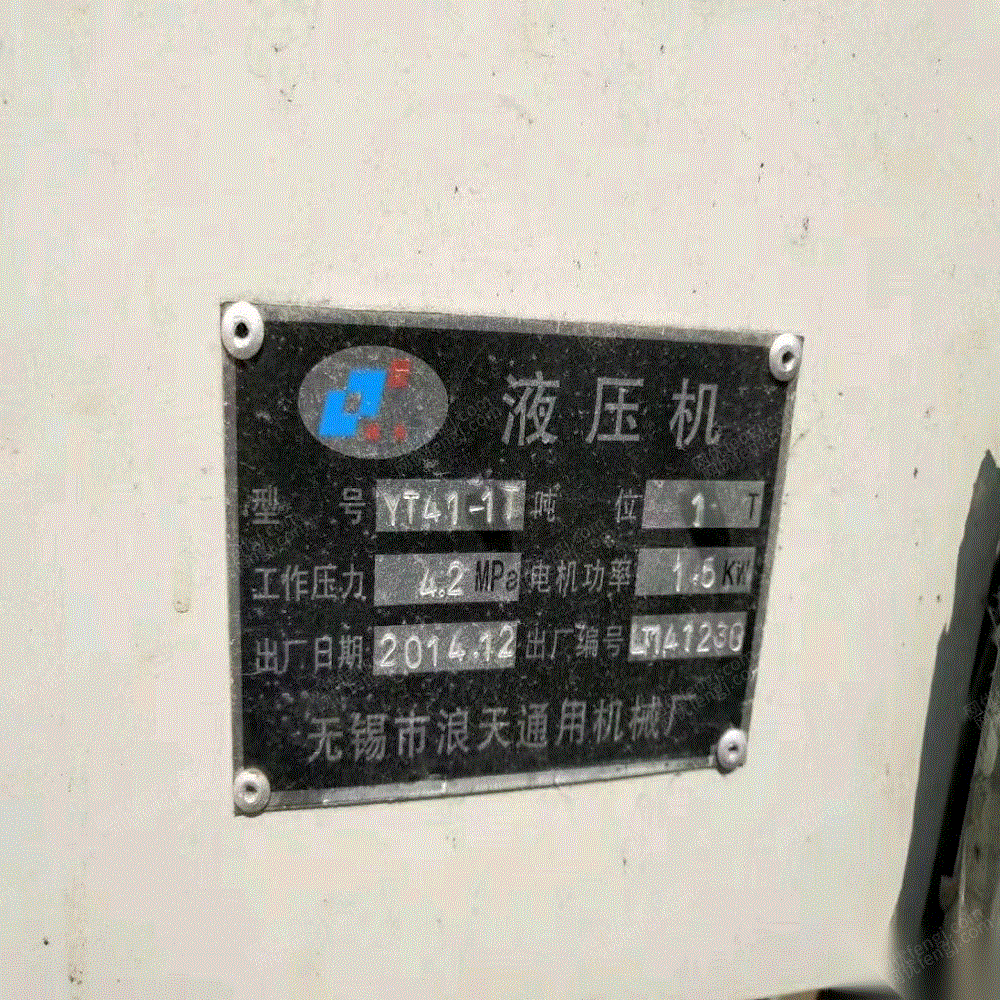 液压机
型号 YT41-1T 吨位 1 T
工作压力 4.2 MPa 电机功率 1.5 KW
出厂日期 2014.12 出厂编号 LT141230
无锡市浪天通用机械厂